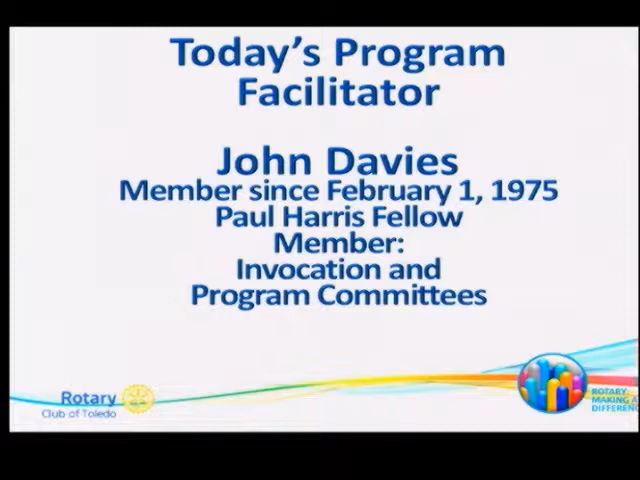 Today's Program
Facilitator
John Davies
Member since February 1, 1975
Paul Harris Fellow
Member:
Invocation and
Program Committees
Rotary
Club of Toledo
ROTARY:
MAKING A
DIFFERENC